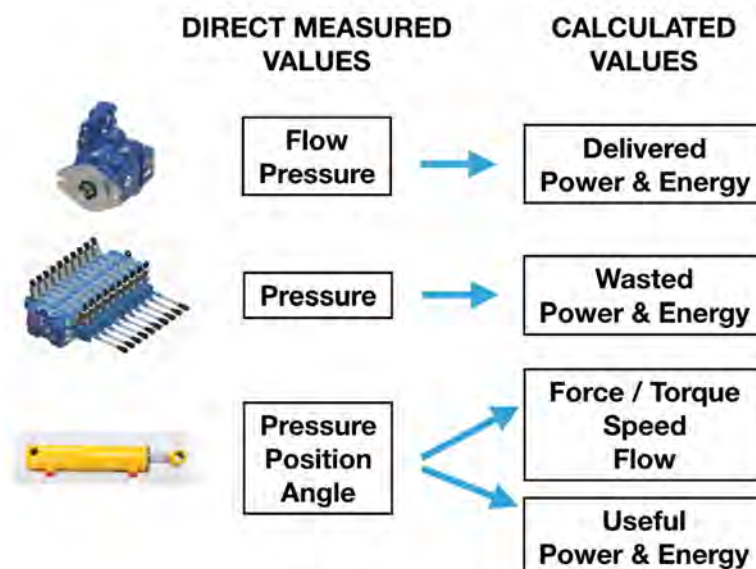 DIRECT MEASURED
VALUES
CALCULATED
VALUES
Flow
Pressure
Delivered
Power & Energy
Pressure
Wasted
Power & Energy
Pressure
Position
Angle
Force / Torque
Speed
Flow
Useful
Power & Energy